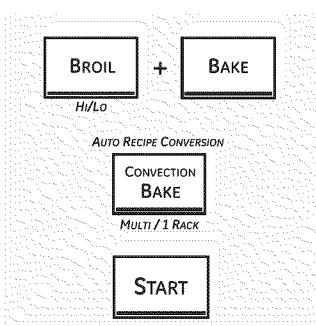 BROIL + BAKE
HI/LO
AUTO RECIPE CONVERSION
CONVECTION
BAKE
MULTI / 1 RACK
START